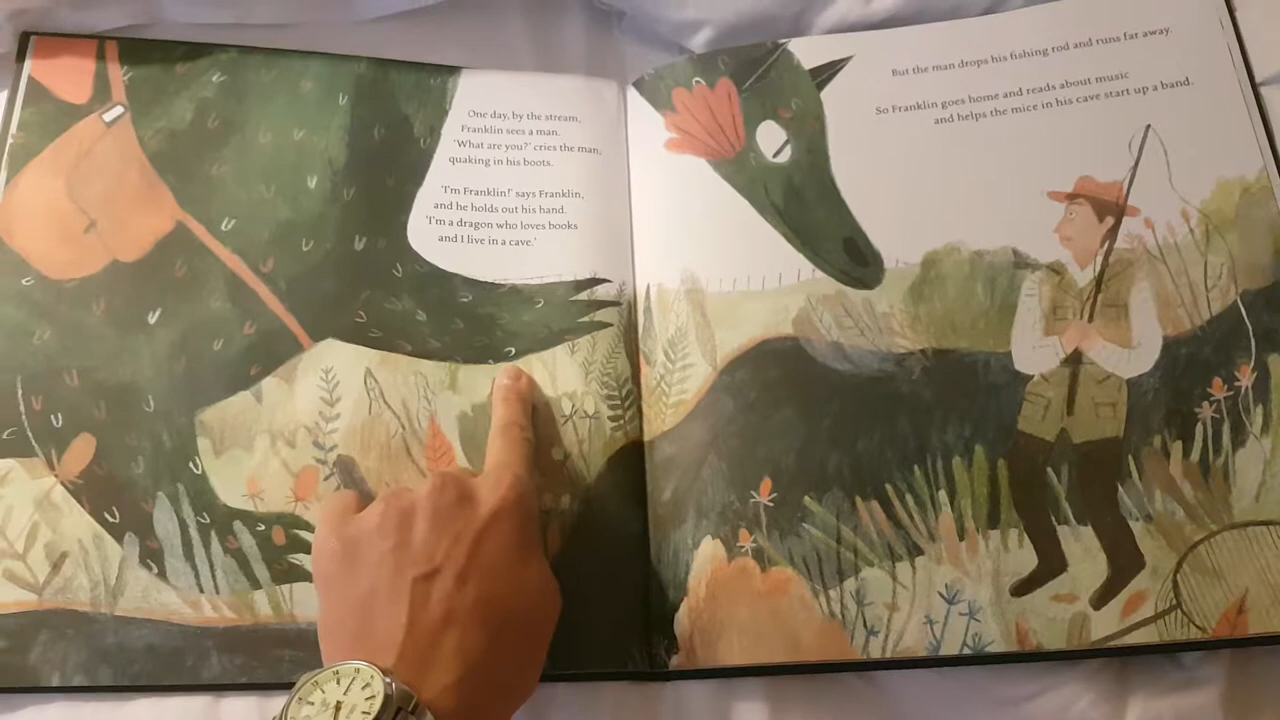 One day, by the stream,
Franklin sees a man.
'What are you?' cries the man,
quaking in his boots.
'I'm Franklin!' says Franklin,
and he holds out his hand.
'I'm a dragon who loves books
and I live in a cave.'
But the man drops his fishing rod and runs far away.
So Franklin goes home and reads about music
and helps the mice in his cave start up a band.